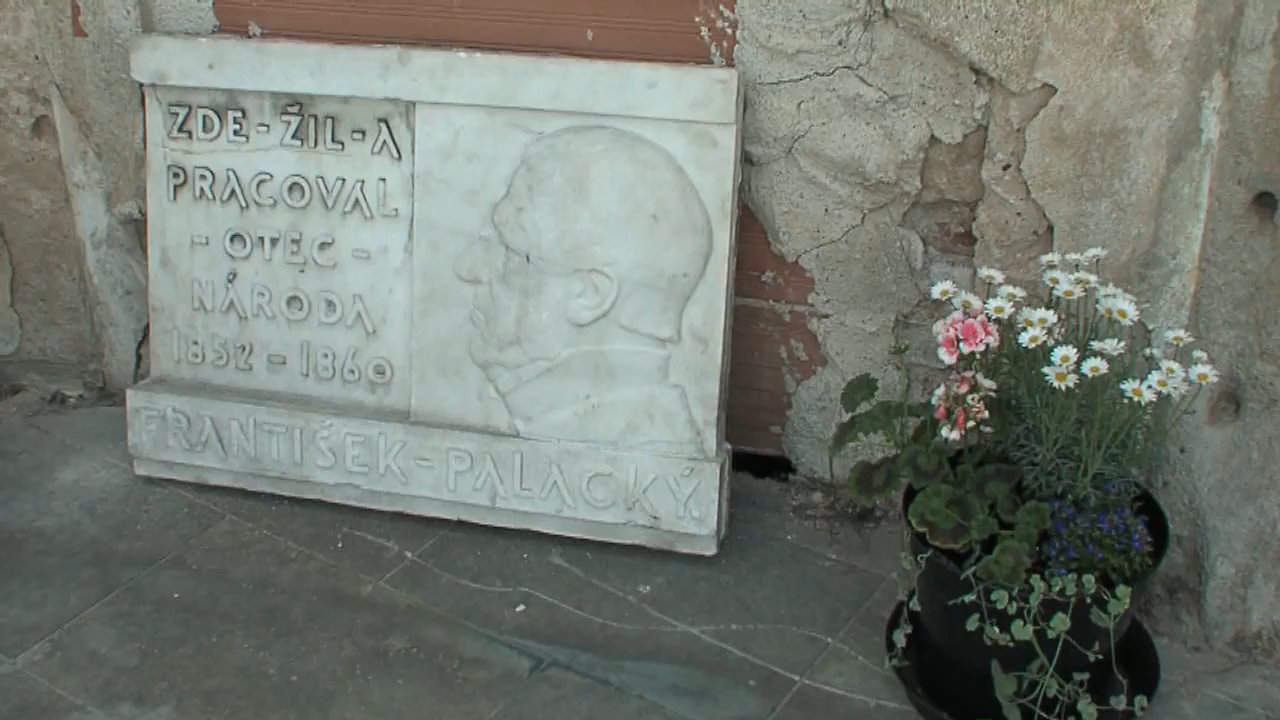 ZDE - ŽIL - A
PRACOVAL
- OTEC -
NÁRODA
1852 - 1860
FRANTIŠEK - PALACKÝ.